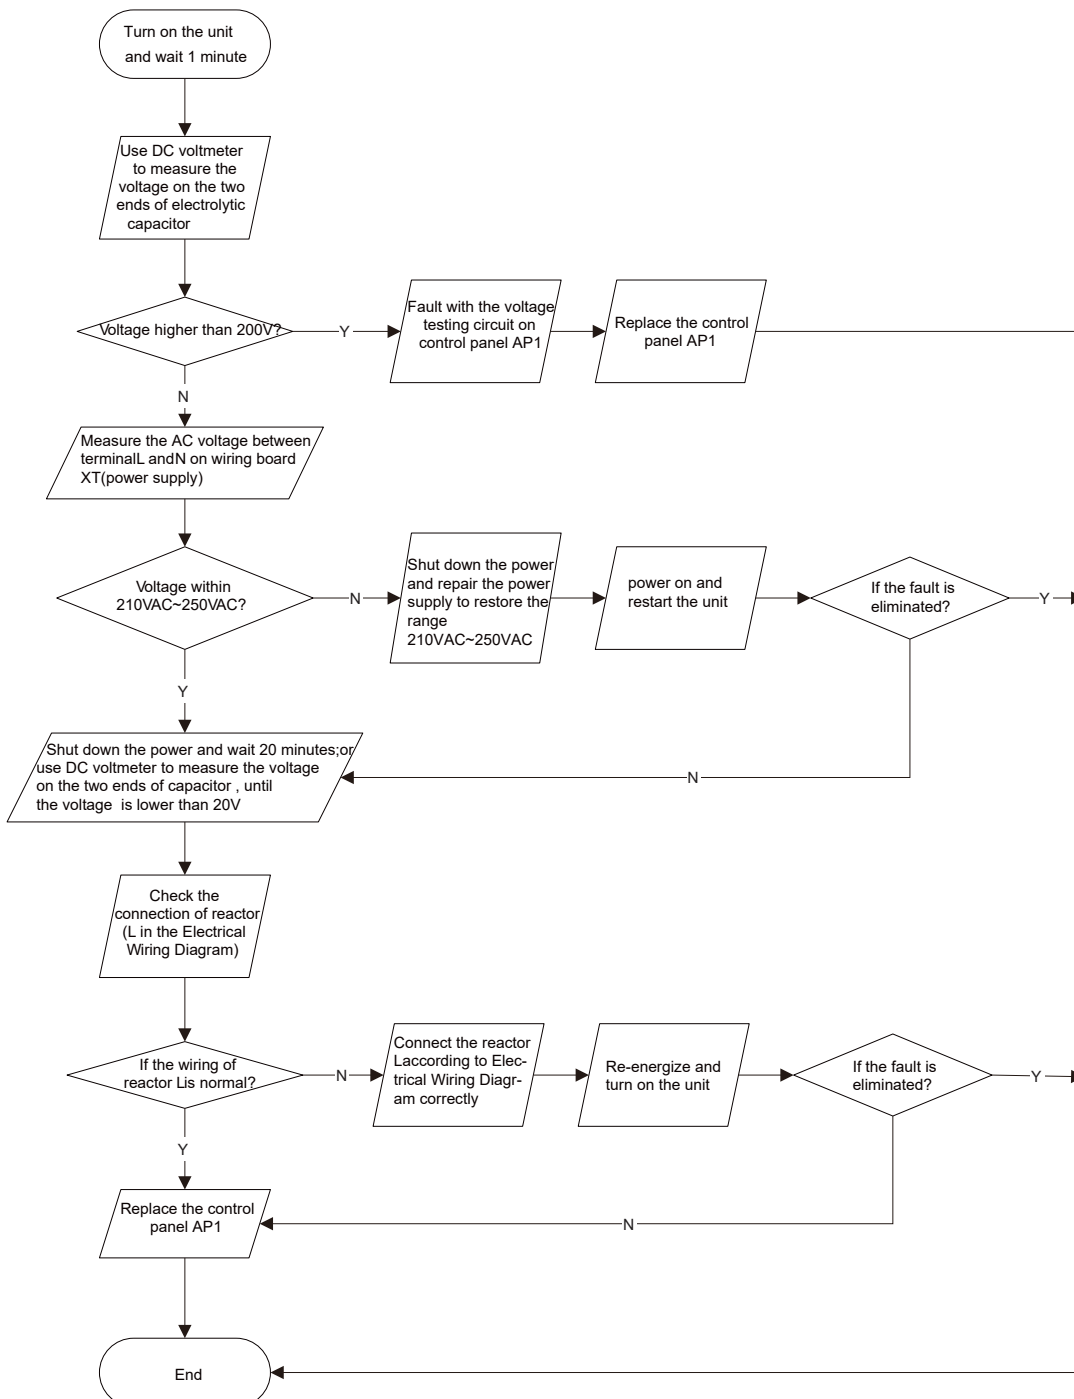 Turn on the unit
and wait 1 minute
Use DC voltmeter
to measure the
voltage on the two
ends of electrolytic
capacitor
Voltage higher than 200V?
Y
Fault with the voltage
testing circuit on
control panel AP1
Replace the control
panel AP1
N
Measure the AC voltage between
terminalL andN on wiring board
XT(power supply)
Voltage within
210VAC~250VAC?
N
Shut down the power
and repair the power
supply to restore the
range
210VAC~250VAC
power on and
restart the unit
If the fault is
eliminated?
Y
Y
N
Shut down the power and wait 20 minutes;or
use DC voltmeter to measure the voltage
on the two ends of capacitor , until
the voltage is lower than 20V
Check the
connection of reactor
(L in the Electrical
Wiring Diagram)
If the wiring of
reactor Lis normal?
N
Connect the reactor
Laccording to Elec-
trical Wiring Diagr-
am correctly
Re-energize and
turn on the unit
If the fault is
eliminated?
Y
Y
N
Replace the control
panel AP1
End